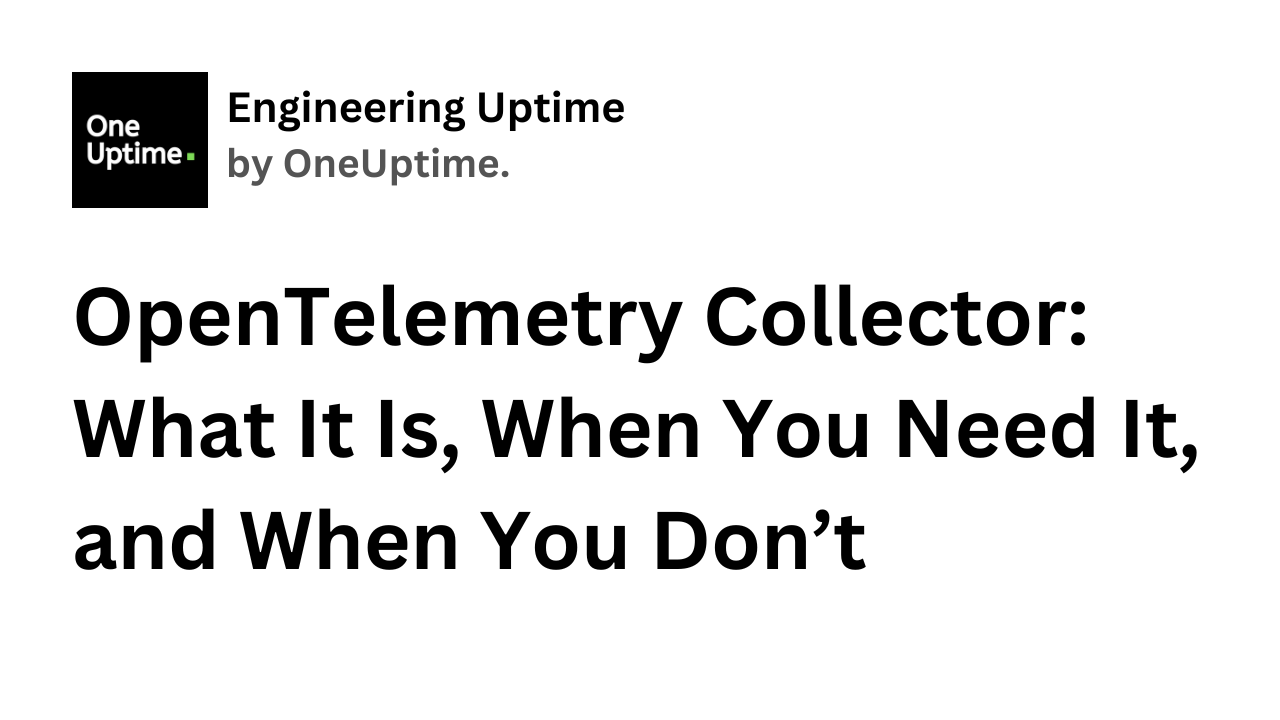 One
Uptime.
Engineering Uptime
by OneUptime.
OpenTelemetry Collector:
What It Is, When You Need It,
and When You Don’t